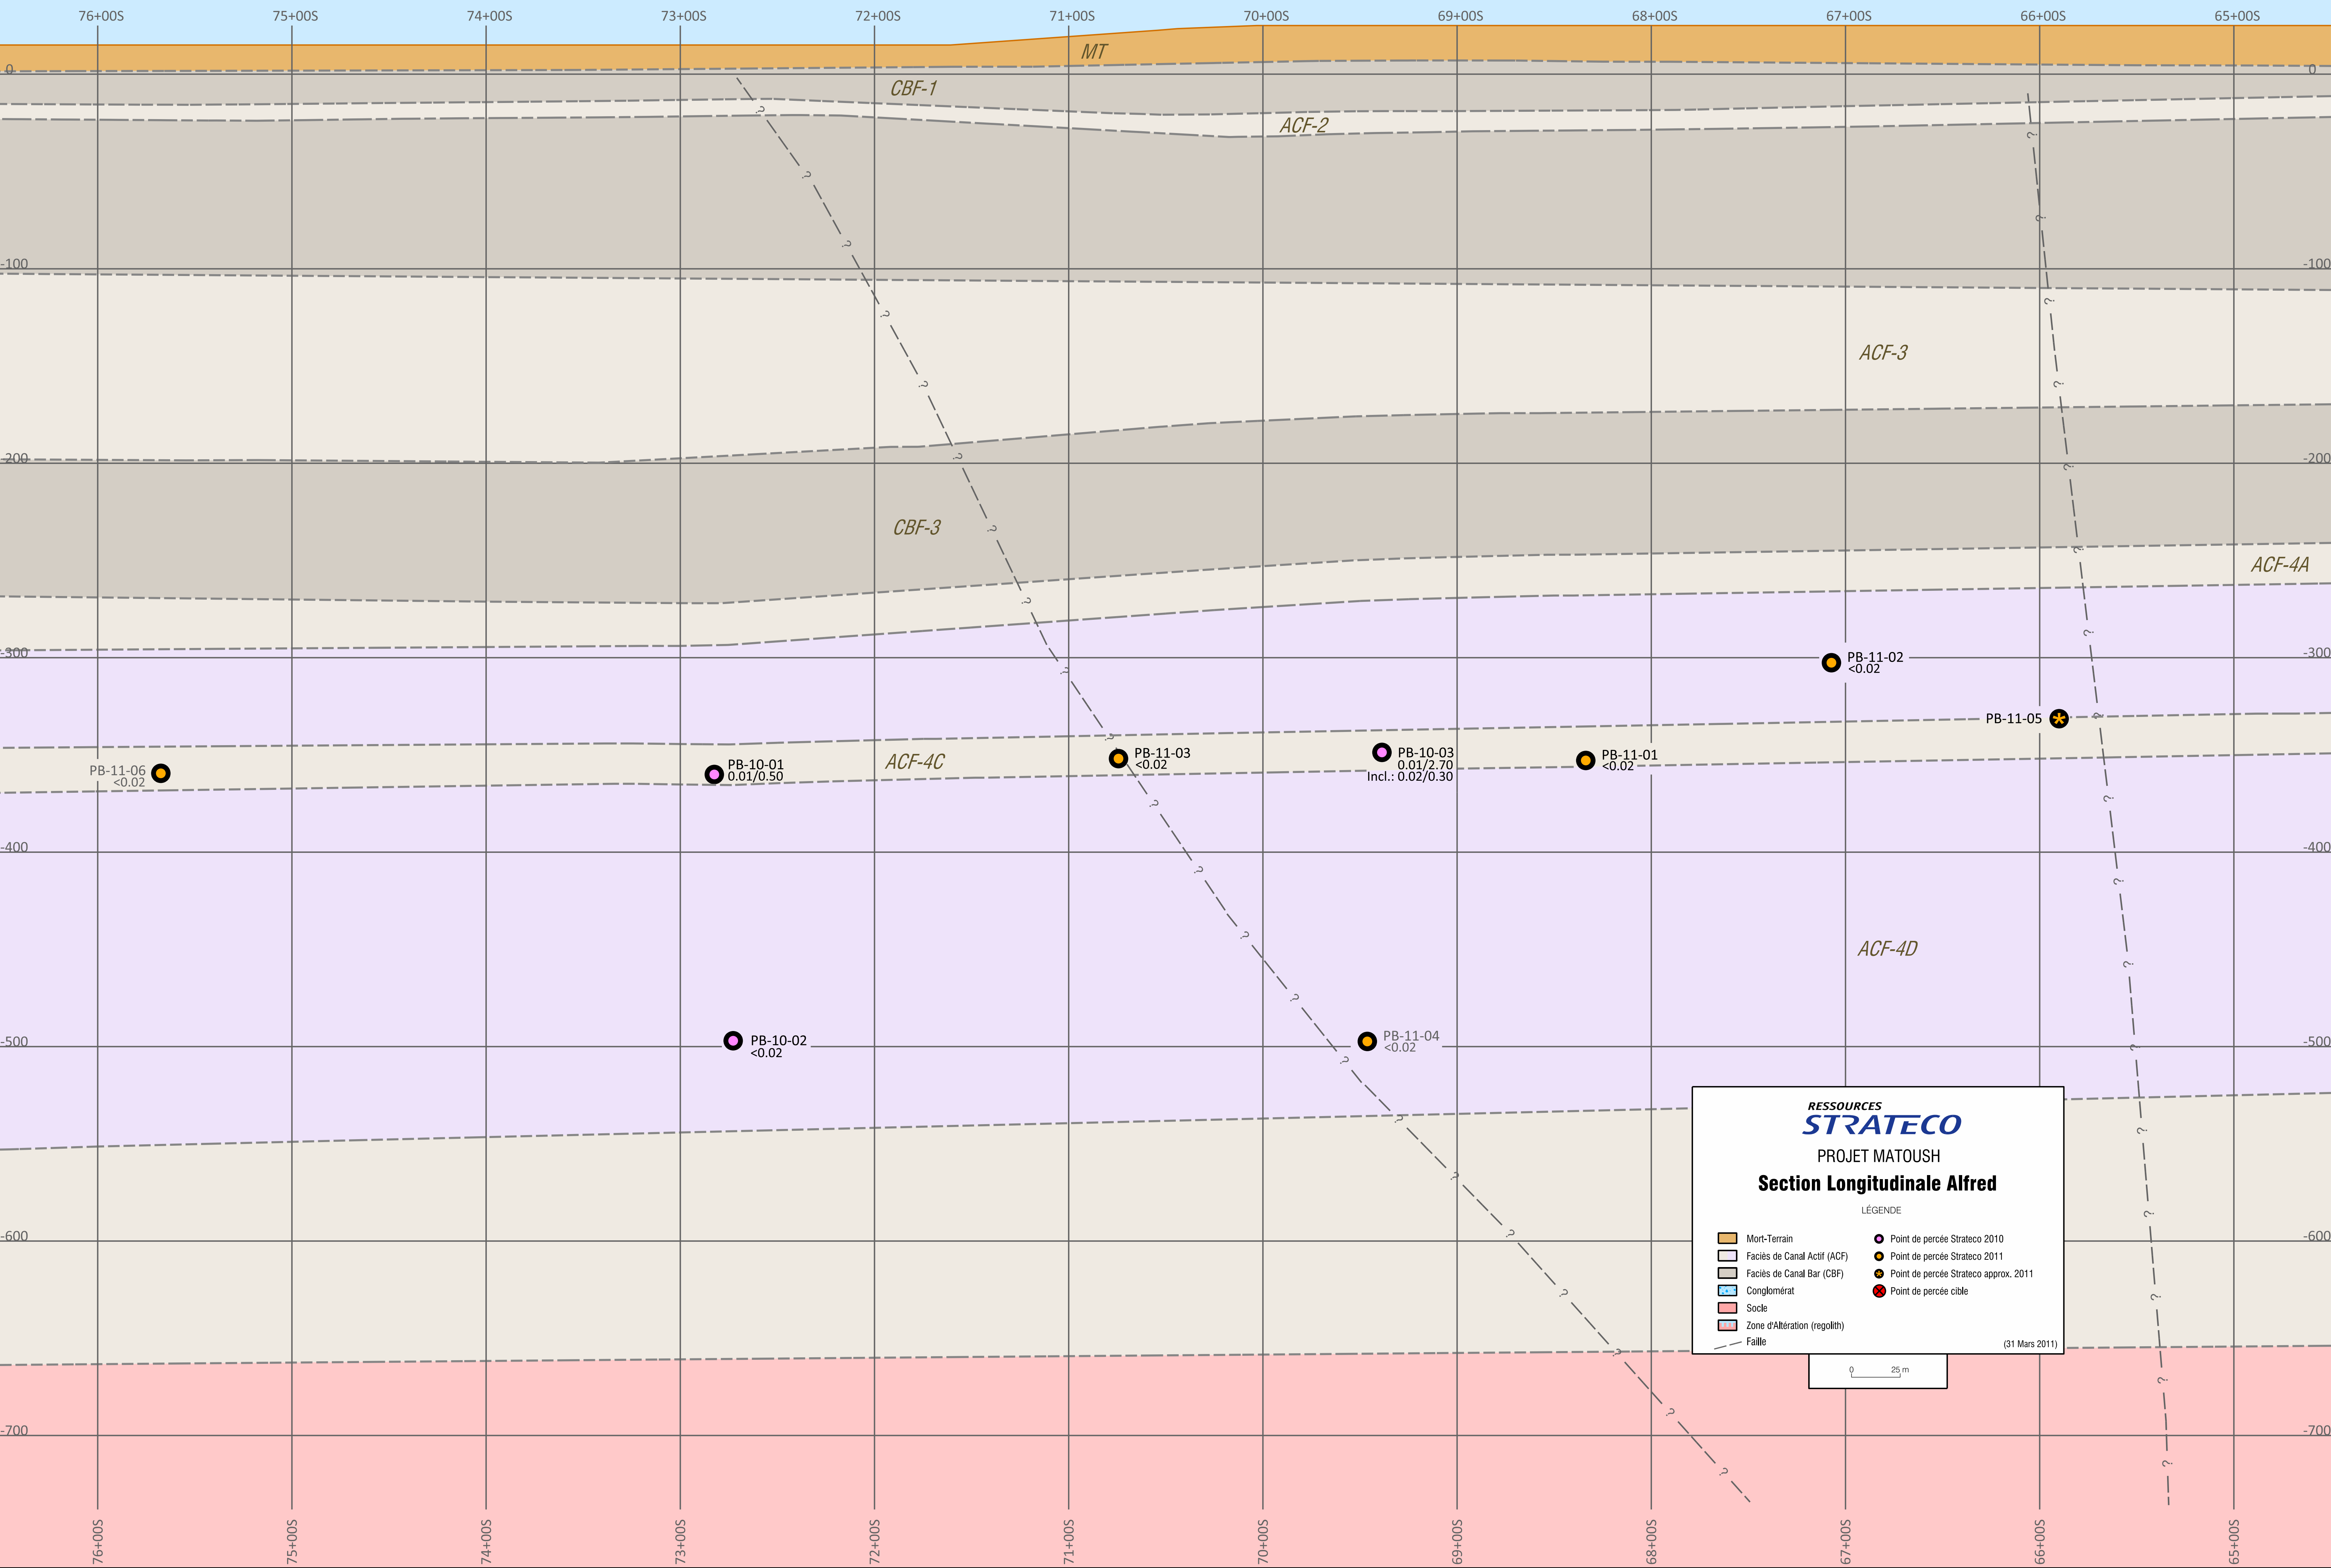 76+00S 75+00S 74+00S 73+00S 72+00S 71+00S 70+00S 69+00S 68+00S 67+00S 66+00S 65+00S
MT
0 0
CBF-1
ACF-2
-100 -100
ACF-3
-200 -200
CBF-3
ACF-4A
-300 -300
PB-11-02
<0.02
PB-11-05
PB-11-06
<0.02
PB-10-01
0.01/0.50
ACF-4C
PB-11-03
<0.02
PB-10-03
0.01/2.70
Incl.: 0.02/0.30
PB-11-01
<0.02
-400 -400
ACF-4D
-500 -500
PB-10-02
<0.02
PB-11-04
<0.02
-600 -600
-700 -700
RESSOURCES
STRATECO
PROJET MATOUSH
Section Longitudinale Alfred
LÉGENDE
Mort-Terrain
Faciès de Canal Actif (ACF)
Faciès de Canal Bar (CBF)
Conglomérat
Socle
Zone d'Altération (regolith)
Faille
Point de percée Strateco 2010
Point de percée Strateco 2011
Point de percée Strateco approx. 2011
Point de percée cible
(31 Mars 2011)
0 25 m
76+00S 75+00S 74+00S 73+00S 72+00S 71+00S 70+00S 69+00S 68+00S 67+00S 66+00S 65+00S